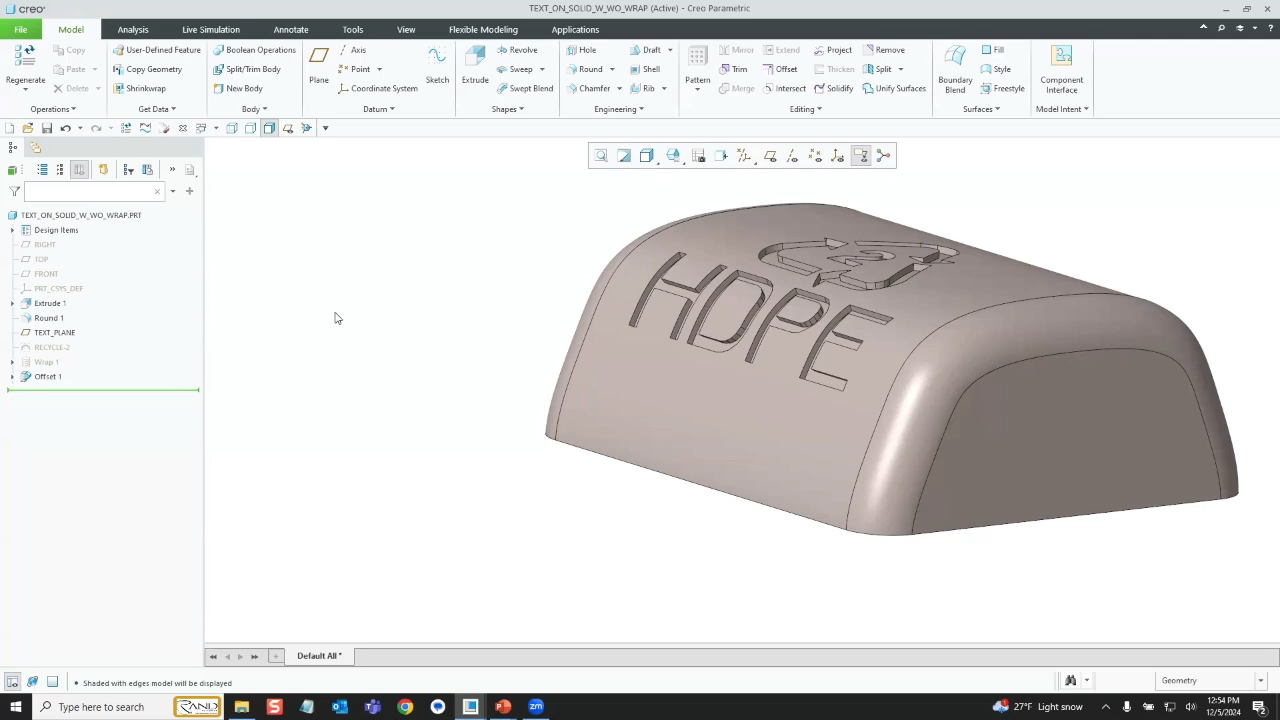 creo
TEXT_ON_SOLID_W_WO_WRAP (Active) - Creo Parametric
File
Model
Analysis
Live Simulation
Annotate
Tools
View
Flexible Modeling
Applications
Regenerate
Copy
Paste
Delete
Operations
User-Defined Feature
Copy Geometry
Shrinkwrap
Get Data
Boolean Operations
Split/Trim Body
New Body
Body
Plane
Axis
Point
Coordinate System
Sketch
Datum
Extrude
Revolve
Sweep
Swept Blend
Shapes
Hole
Round
Chamfer
Draft
Shell
Rib
Engineering
Pattern
Mirror
Trim
Merge
Extend
Offset
Intersect
Project
Thicken
Solidify
Remove
Split
Unify Surfaces
Editing
Boundary
Blend
Fill
Style
Freestyle
Surfaces
Component
Interface
Model Intent
TEXT_ON_SOLID_W_WO_WRAP.PRT
Design Items
RIGHT
TOP
FRONT
PRT_CSYS_DEF
Extrude 1
Round 1
TEXT_PLANE
RECYCLE-2
Wrap 1
Offset 1
HOPE
2
Default All *
• Shaded with edges model will be displayed
Geometry
Type here to search
RAND
27°F Light snow
12:54 PM
12/5/2024
2